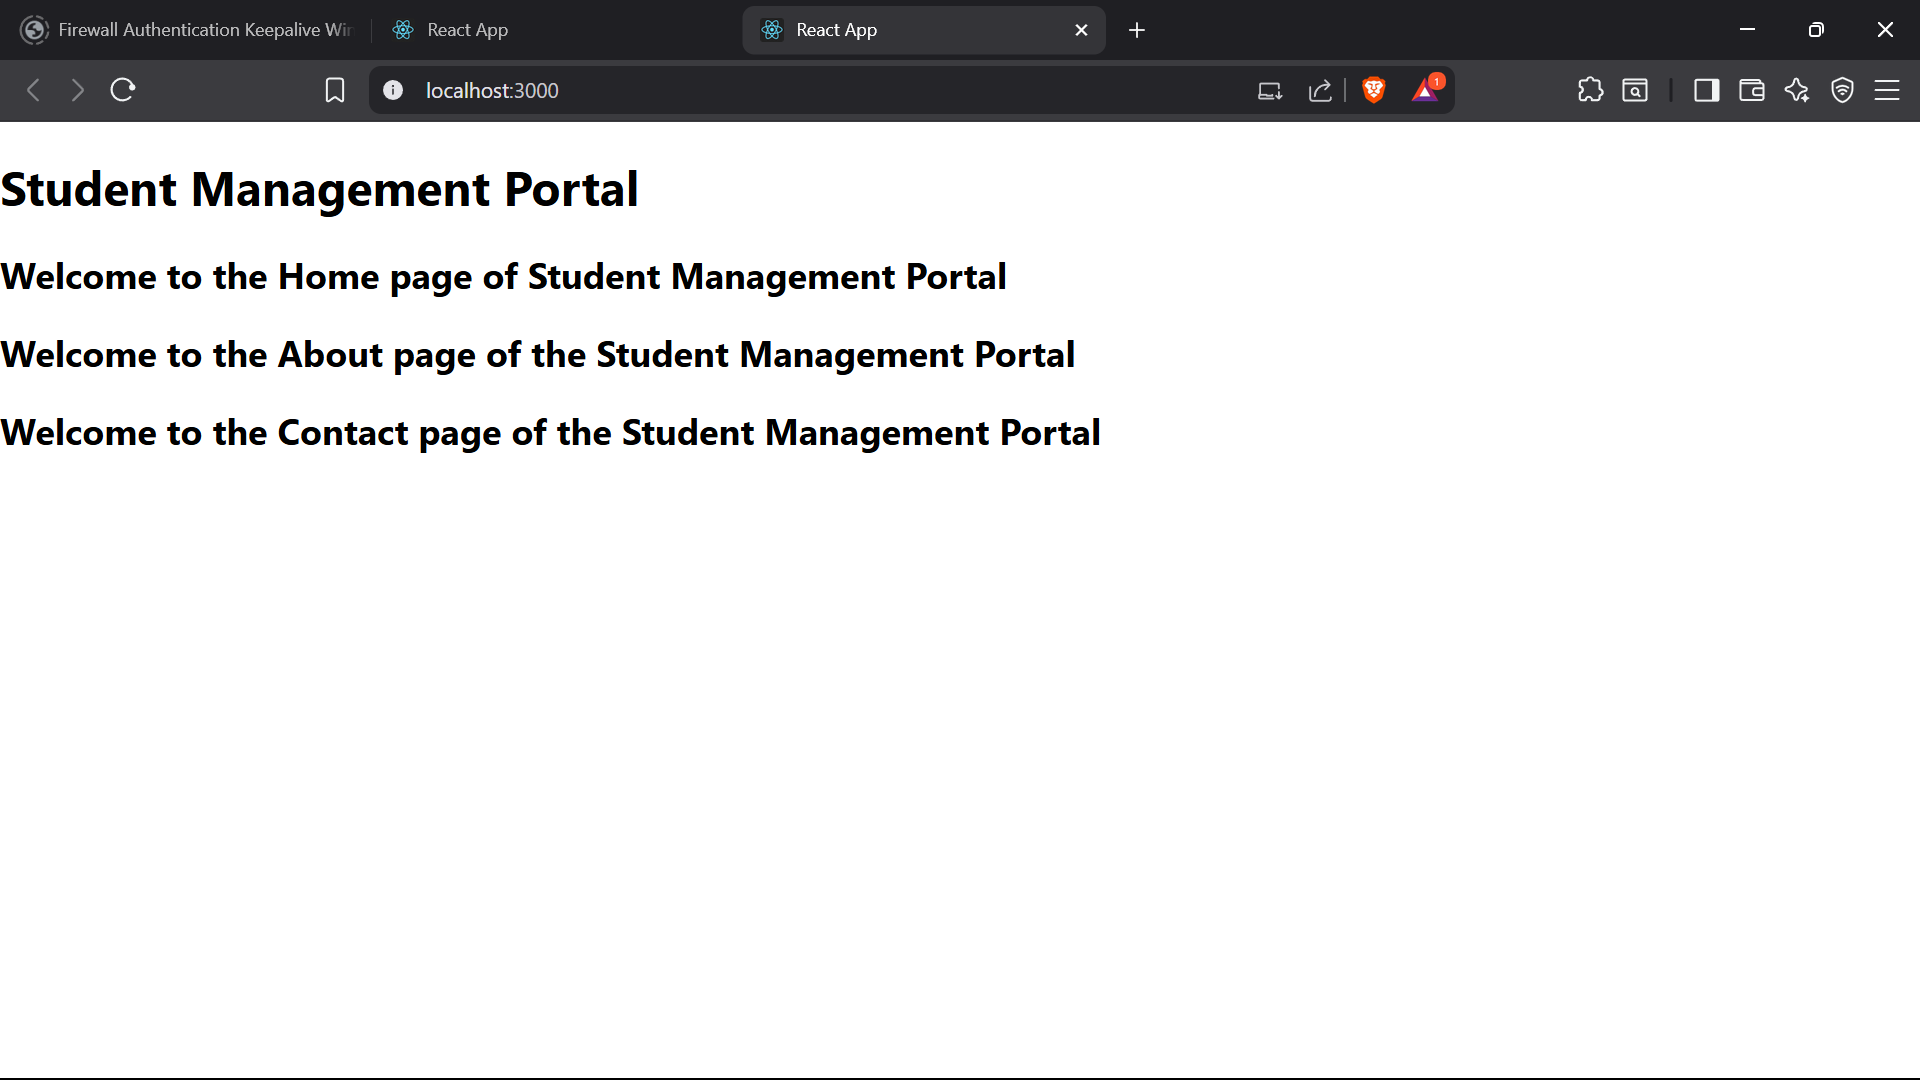 Firewall Authentication Keepalive Wir
React App
React App
localhost:3000
1
Student Management Portal
Welcome to the Home page of Student Management Portal
Welcome to the About page of the Student Management Portal
Welcome to the Contact page of the Student Management Portal